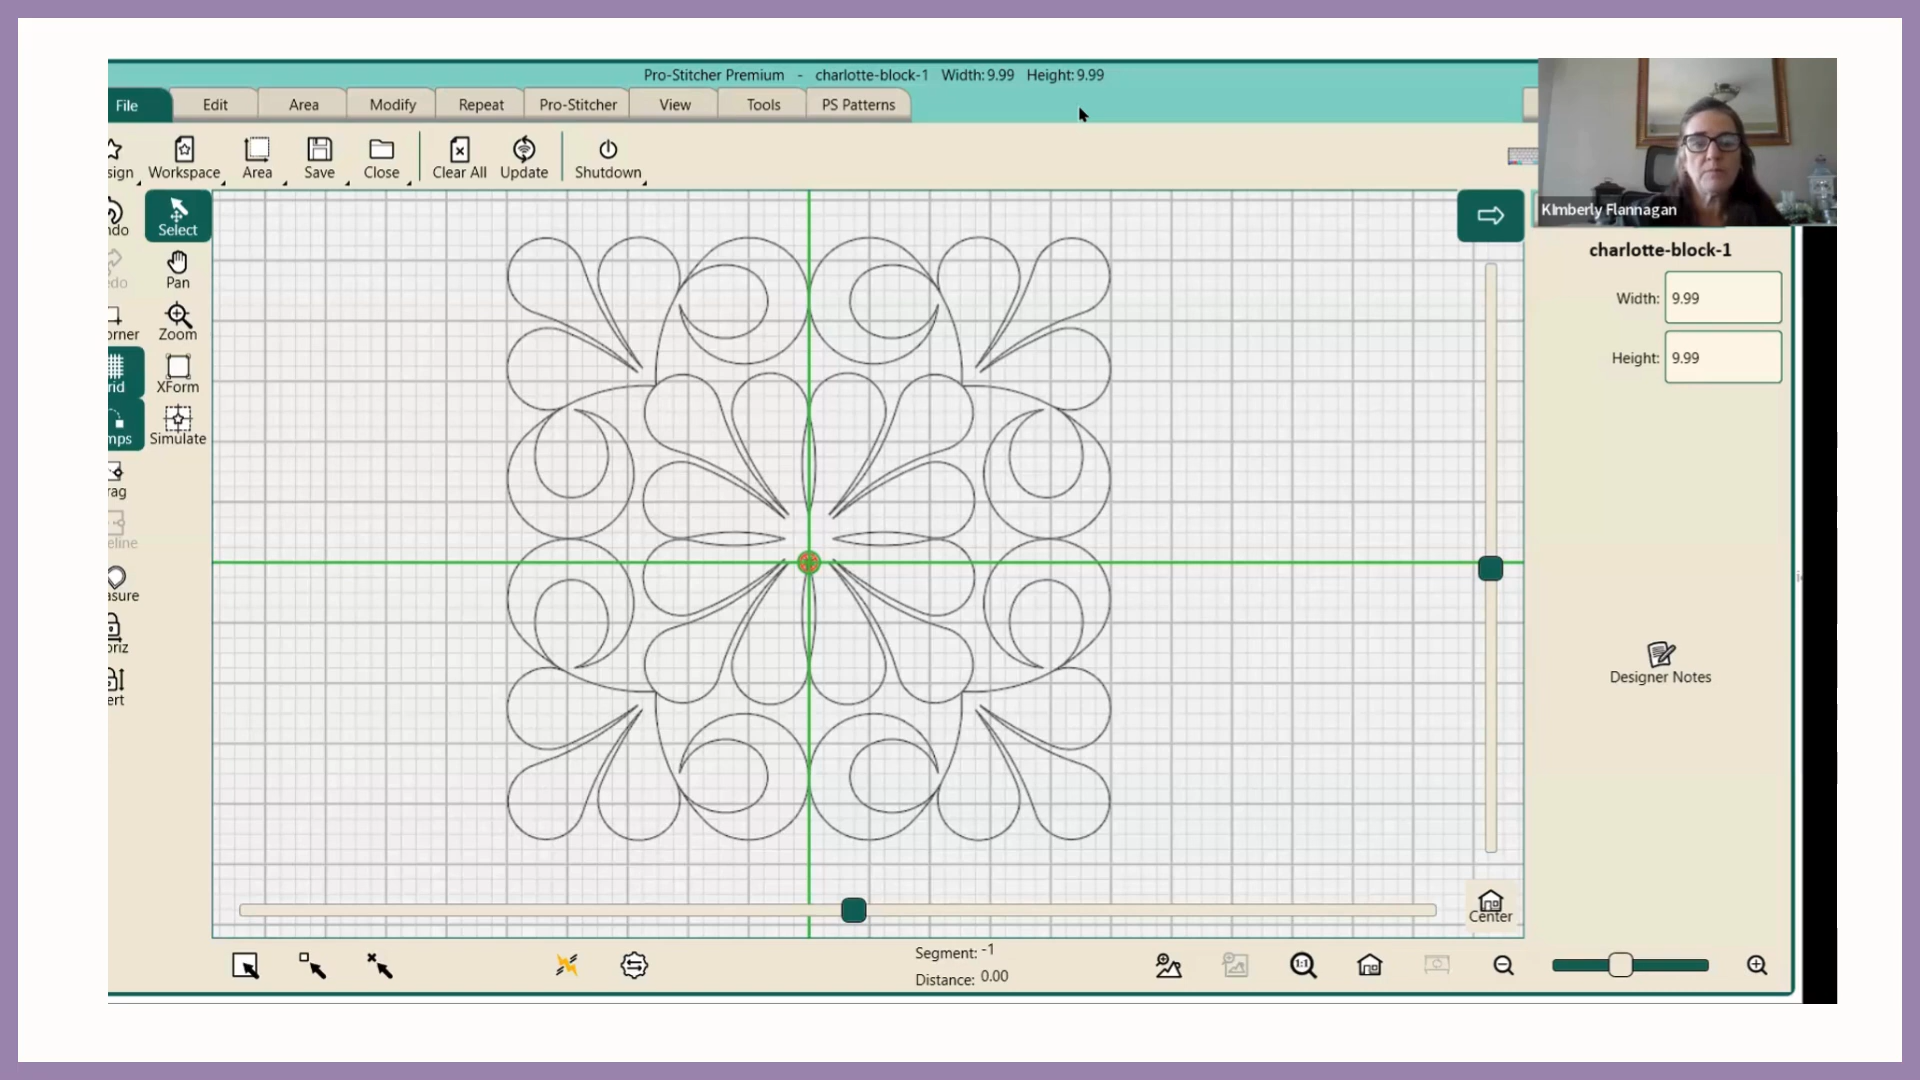 Pro-Stitcher Premium - charlotte-block-1 Width: 9.99 Height: 9.99
File Edit Area Modify Repeat Pro-Stitcher View Tools PS Patterns
sign Workspace Area Save Close Clear All Update Shutdown
KImberly Flannagan
ndo Select
edo Pan
orner Zoom
rid XForm
mps Simulate
rag
eline
asure
oriz
ert
charlotte-block-1
Width: 9.99
Height: 9.99
Designer Notes
Center
Segment: -1
Distance: 0.00
1:1